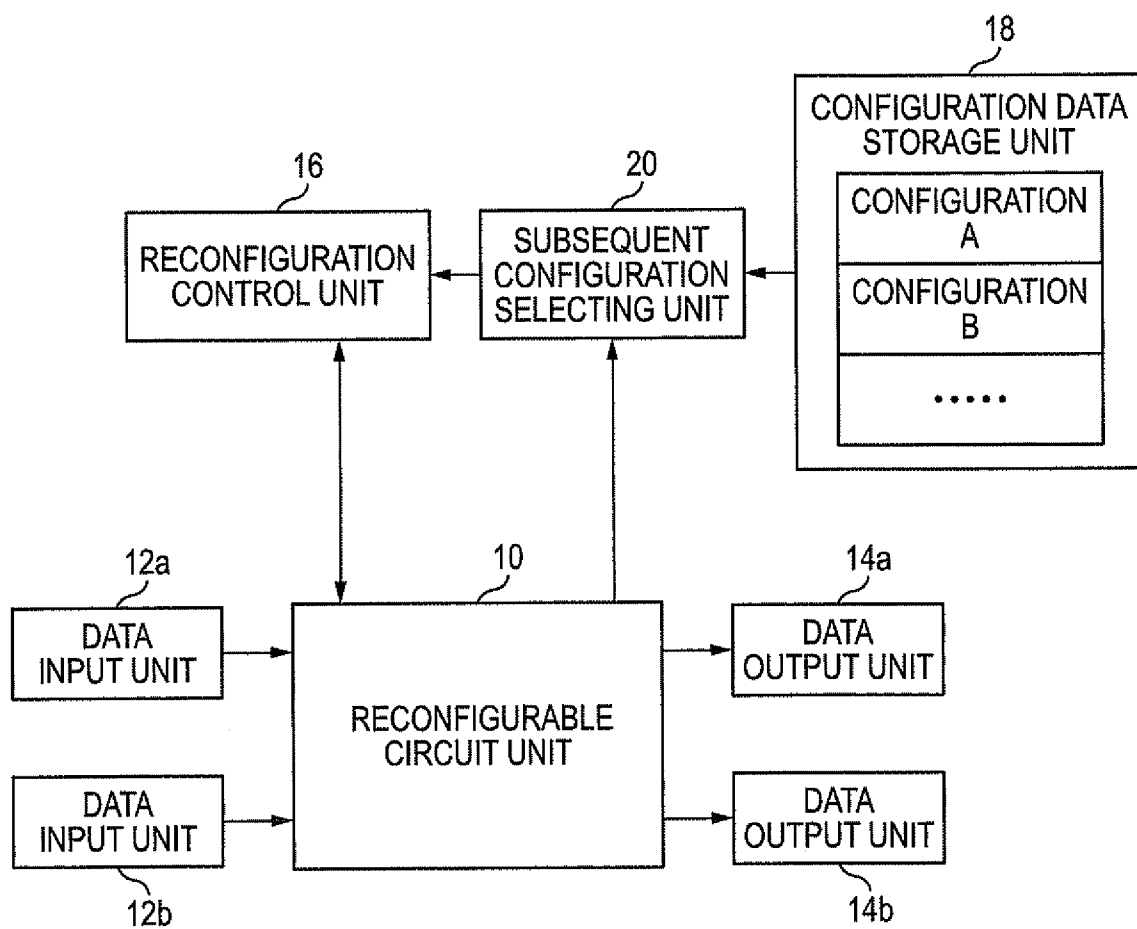 18
CONFIGURATION DATA
STORAGE UNIT
CONFIGURATION
A
CONFIGURATION
B
•••••
16
RECONFIGURATION
CONTROL UNIT
20
SUBSEQUENT
CONFIGURATION
SELECTING UNIT
12a
DATA
INPUT UNIT
10
RECONFIGURABLE
CIRCUIT UNIT
14a
DATA
OUTPUT UNIT
DATA
INPUT UNIT
12b
DATA
OUTPUT UNIT
14b